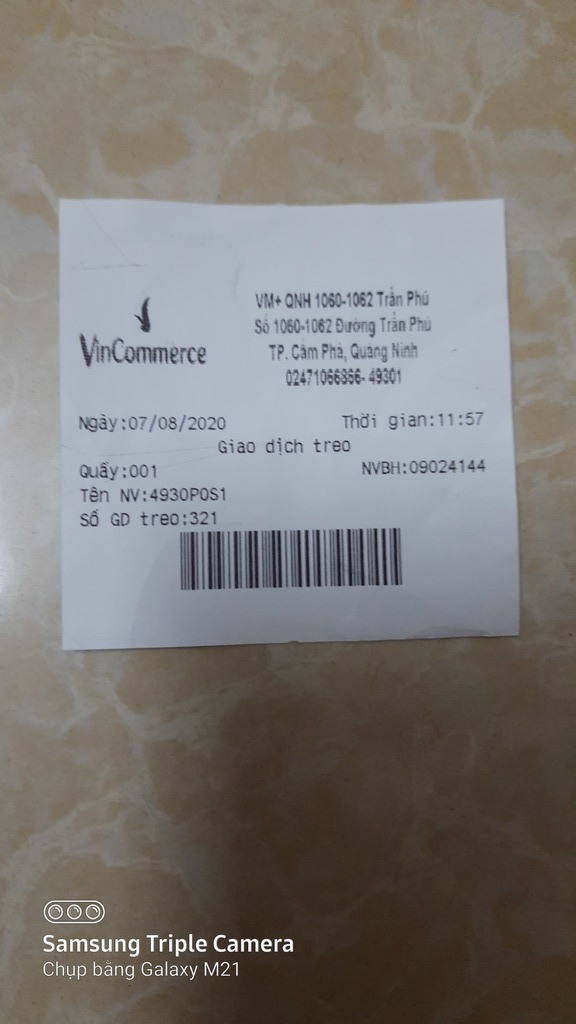 VinCommerce
VM+ QNH 1060-1062 Trần Phú
Số 1060-1062 Đường Trần Phú
TP. Cẩm Phả, Quảng Ninh
02471066866- 49301
Ngày:07/08/2020 Thời gian:11:57
Giao dịch treo
Quầy:001 NVBH:09024144
Tên NV:4930POS1
Số GD treo:321
Samsung Triple Camera
Chụp bằng Galaxy M21